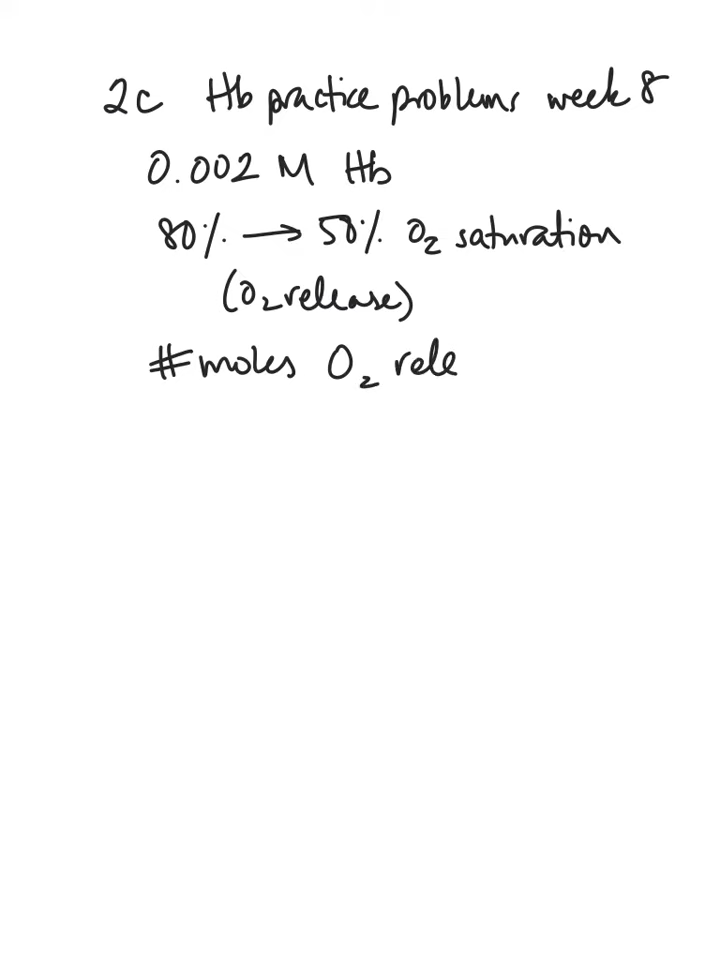 2c Hb practice problems week 8
0.002 M Hb
80% → 50% O₂ saturation
(O₂ release)
# moles O₂ rele